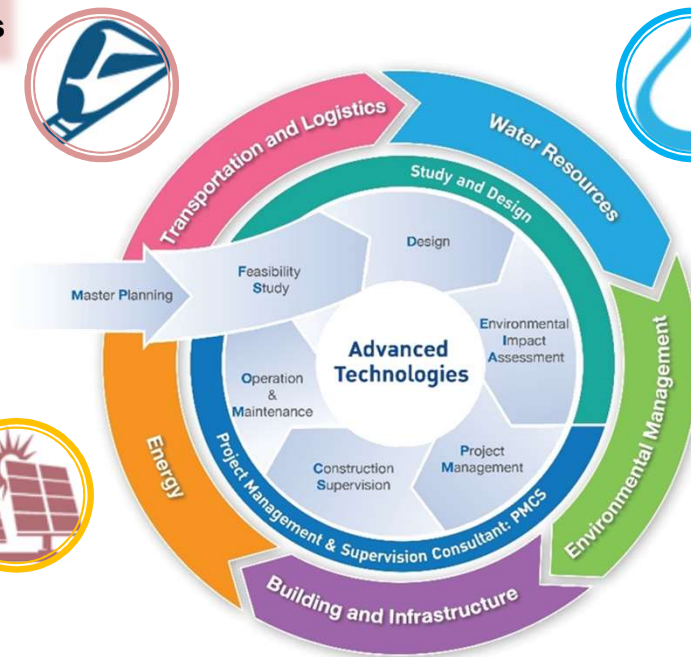 s
Transportation and Logistics
Water Resources
Study and Design
Design
Feasibility
Study
Master Planning
Environmental
Impact
Assessment
Advanced
Technologies
Operation
&
Maintenance
Project
Management
Construction
Supervision
Project Management & Supervision Consultant: PMCS
Energy
Environmental Management
Building and Infrastructure